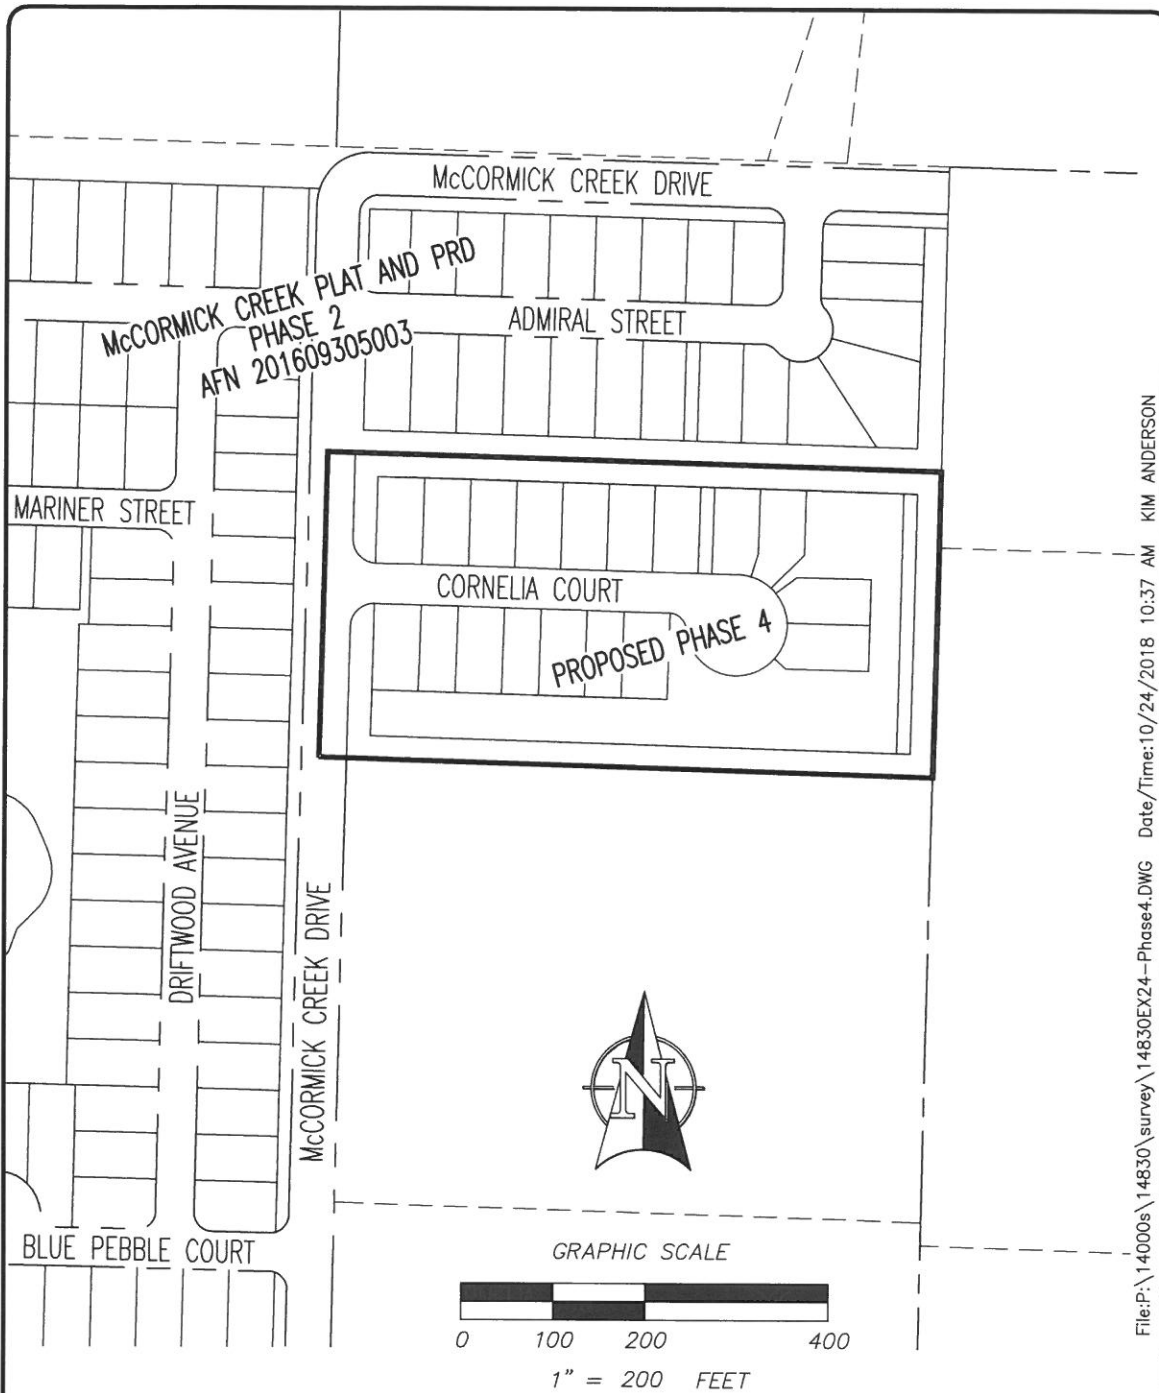 McCORMICK CREEK DRIVE
McCORMICK CREEK PLAT AND PRD
PHASE 2
AFN 201609305003
ADMIRAL STREET
MARINER STREET
CORNELIA COURT
PROPOSED PHASE 4
DRIFTWOOD AVENUE
McCORMICK CREEK DRIVE
N
BLUE PEBBLE COURT
GRAPHIC SCALE
0 100 200 400
1" = 200 FEET
File:P:\14000s\14830\survey\14830EX24-Phase4.DWG Date/Time:10/24/2018 10:37 AM KIM ANDERSON